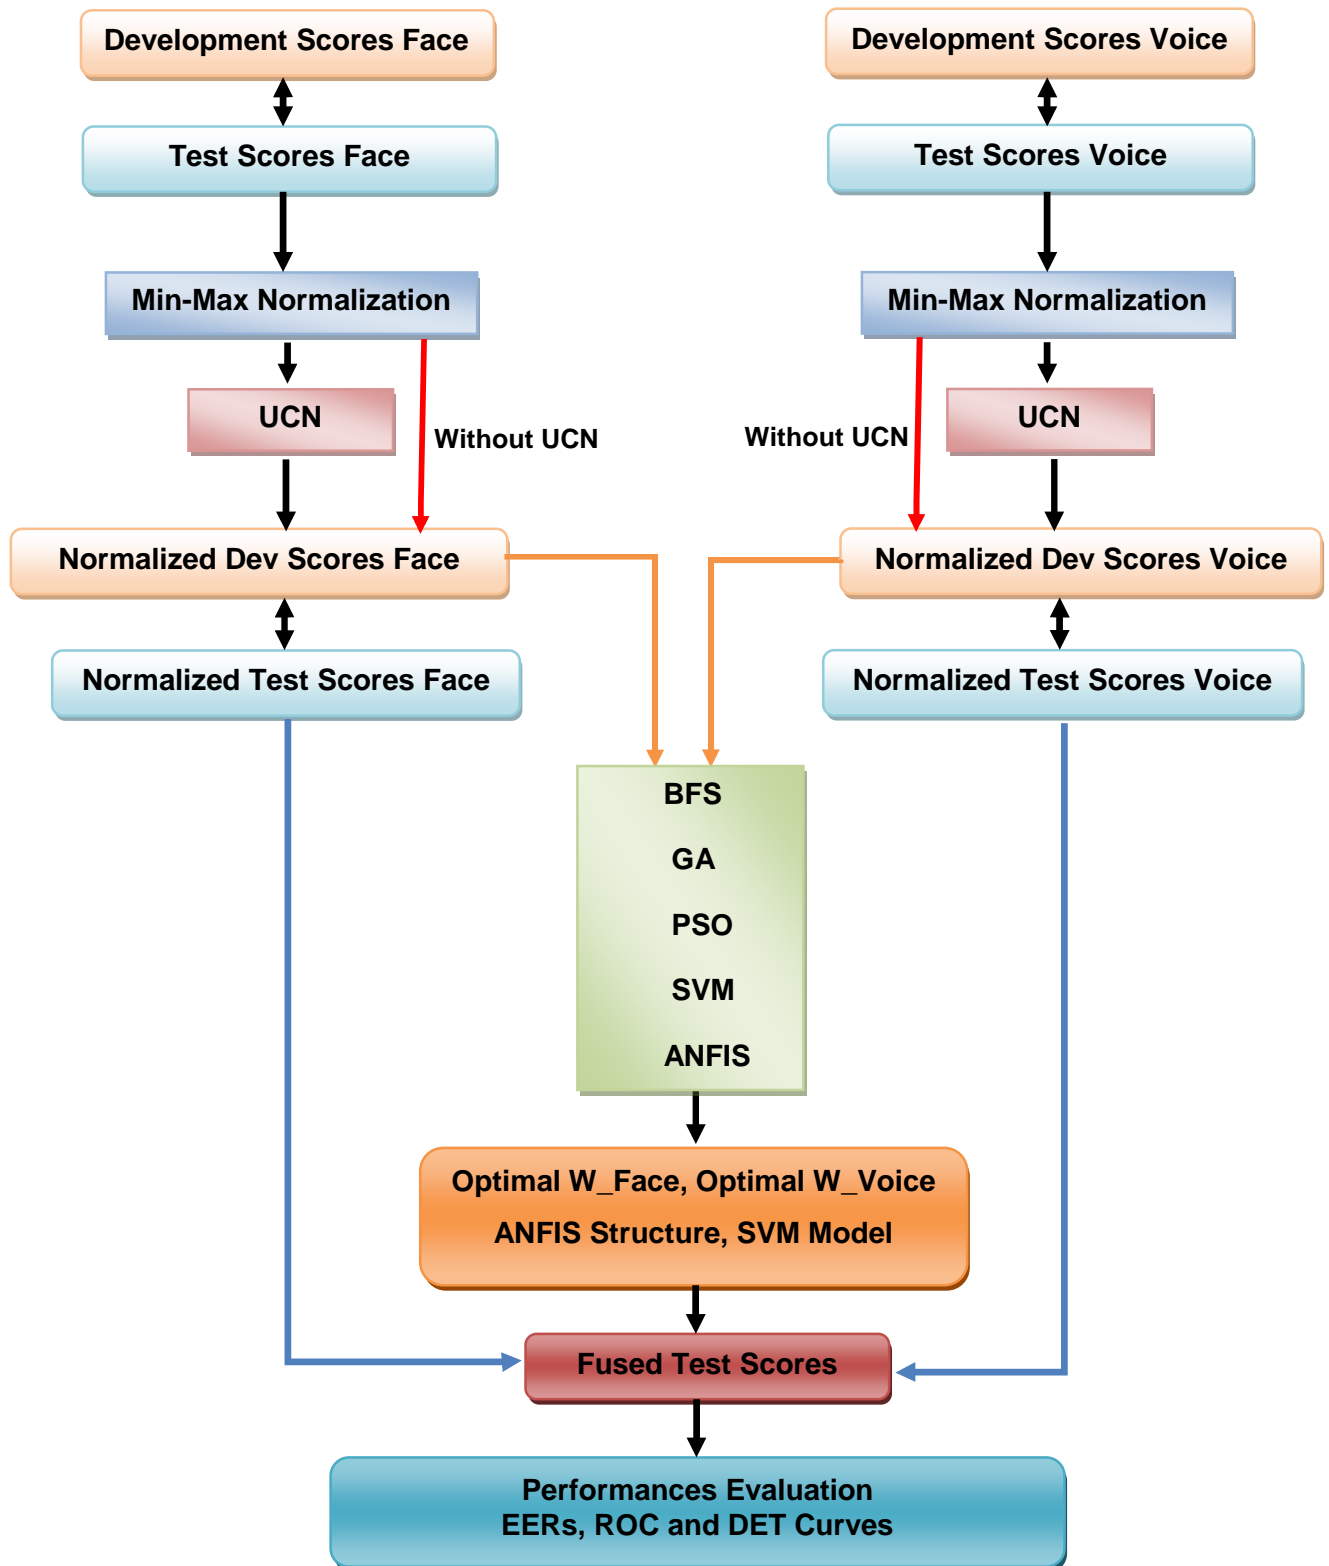 Development Scores Face
Development Scores Voice
Test Scores Face
Test Scores Voice
Min-Max Normalization
Min-Max Normalization
UCN
UCN
Without UCN
Without UCN
Normalized Dev Scores Face
Normalized Dev Scores Voice
Normalized Test Scores Face
Normalized Test Scores Voice
BFS
GA
PSO
SVM
ANFIS
Optimal W_Face, Optimal W_Voice
ANFIS Structure, SVM Model
Fused Test Scores
Performances Evaluation
EERs, ROC and DET Curves